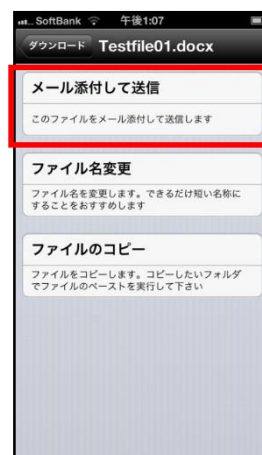 SoftBank 午後1:07
ダウンロード Testfile01.docx
メール添付して送信
このファイルをメール添付して送信します
ファイル名変更
ファイル名を変更します。できるだけ短い名称に
することをおすすめします
ファイルのコピー
ファイルをコピーします。コピーしたいフォルダ
でファイルのペーストを実行して下さい